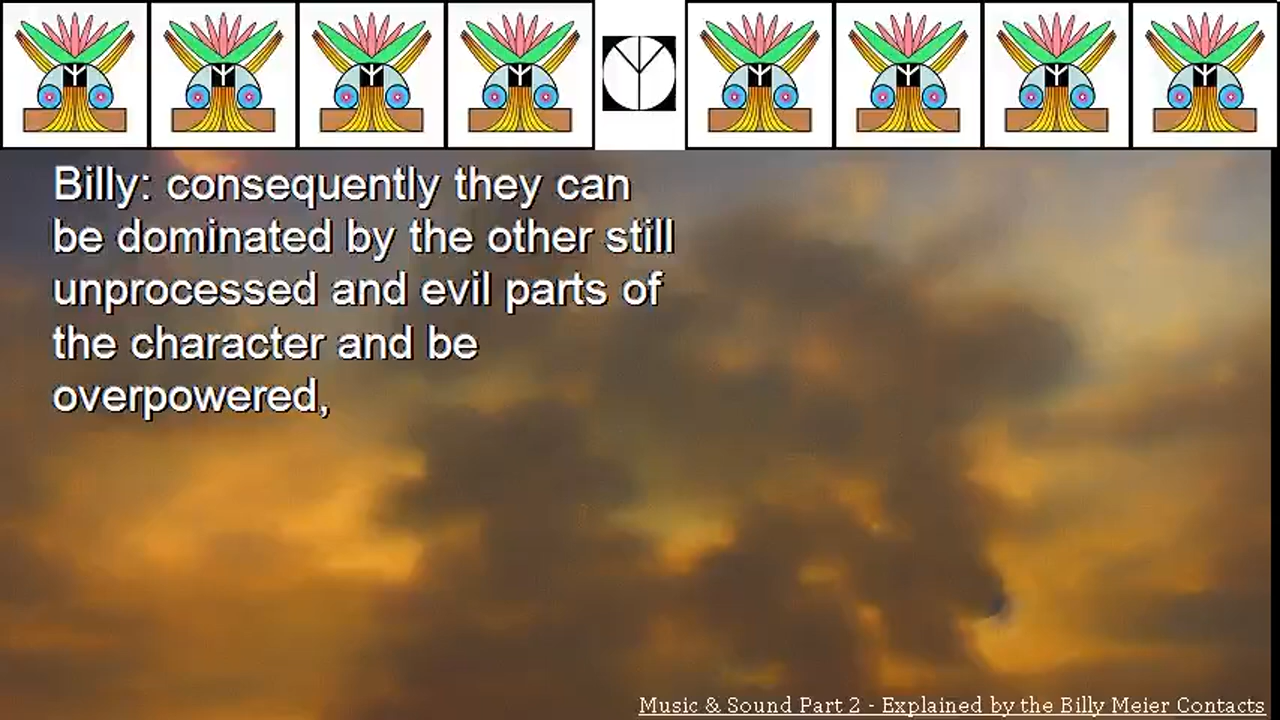 Billy: consequently they can
be dominated by the other still
unprocessed and evil parts of
the character and be
overpowered,
Music & Sound Part 2 - Explained by the Billy Meier Contacts